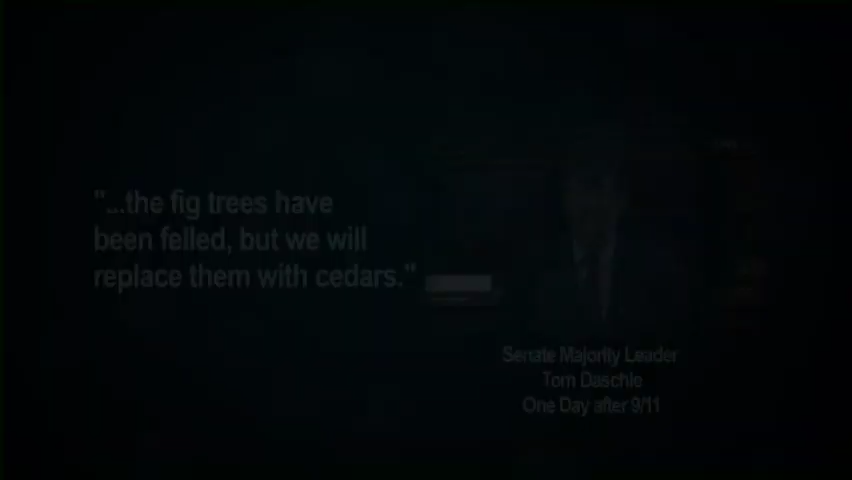 "...the fig trees have
been felled, but we will
replace them with cedars."
Senate Majority Leader
Tom Daschle
One Day after 9/11